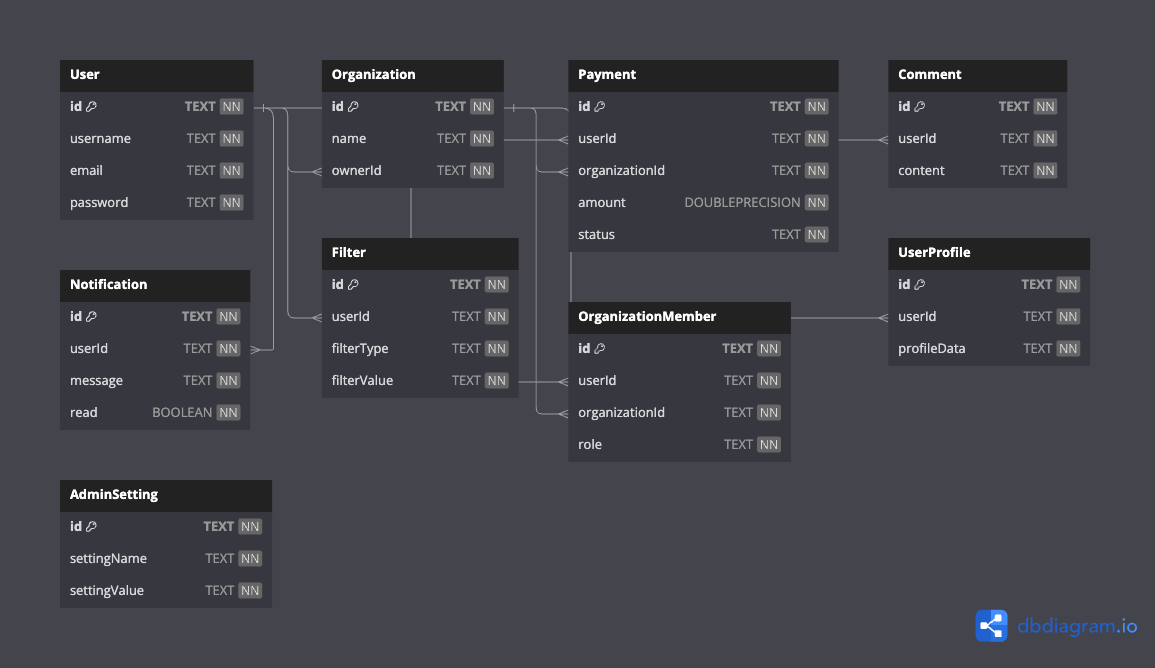 User
id TEXT NN
username TEXT NN
email TEXT NN
password TEXT NN
Organization
id TEXT NN
name TEXT NN
ownerId TEXT NN
Payment
id TEXT NN
userId TEXT NN
organizationId TEXT NN
amount DOUBLEPRECISION NN
status TEXT NN
Comment
id TEXT NN
userId TEXT NN
content TEXT NN
Notification
id TEXT NN
userId TEXT NN
message TEXT NN
read BOOLEAN NN
Filter
id TEXT NN
userId TEXT NN
filterType TEXT NN
filterValue TEXT NN
OrganizationMember
id TEXT NN
userId TEXT NN
organizationId TEXT NN
role TEXT NN
UserProfile
id TEXT NN
userId TEXT NN
profileData TEXT NN
AdminSetting
id TEXT NN
settingName TEXT NN
settingValue TEXT NN
dbdiagram.io